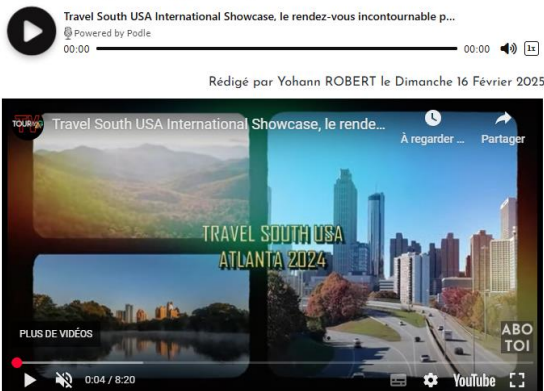 Travel South USA International Showcase, le rendez-vous incontournable p...
Powered by Podle
00:00
00:00
1x
Rédigé par Yohann ROBERT le Dimanche 16 Février 2025
Travel South USA International Showcase, le rende...
À regarder ...
Partager
TRAVEL SOUTH USA
ATLANTA 2024
PLUS DE VIDÉOS
ABO
TOI
0:04 / 8:20
YouTube